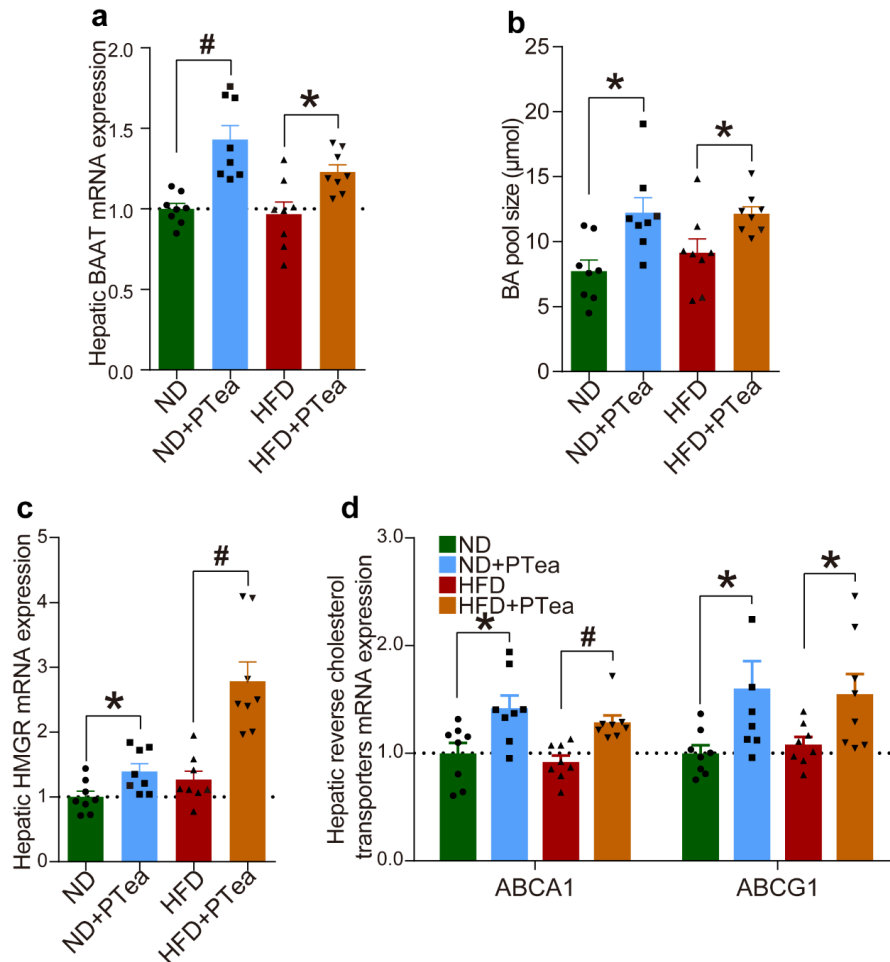 a
Hepatic BAAT mRNA expression
2.0
1.5
1.0
0.5
0.0
#
*
ND
ND+PTea
HFD
HFD+PTea
b
BA pool size (μmol)
25
20
15
10
5
0
*
*
ND
ND+PTea
HFD
HFD+PTea
c
Hepatic HMGR mRNA expression
5
4
3
2
1
0
*
#
ND
ND+PTea
HFD
HFD+PTea
d
Hepatic reverse cholesterol
transporters mRNA expression
3.0
2.0
1.0
0.0
ND
ND+PTea
HFD
HFD+PTea
*
#
*
*
ABCA1
ABCG1